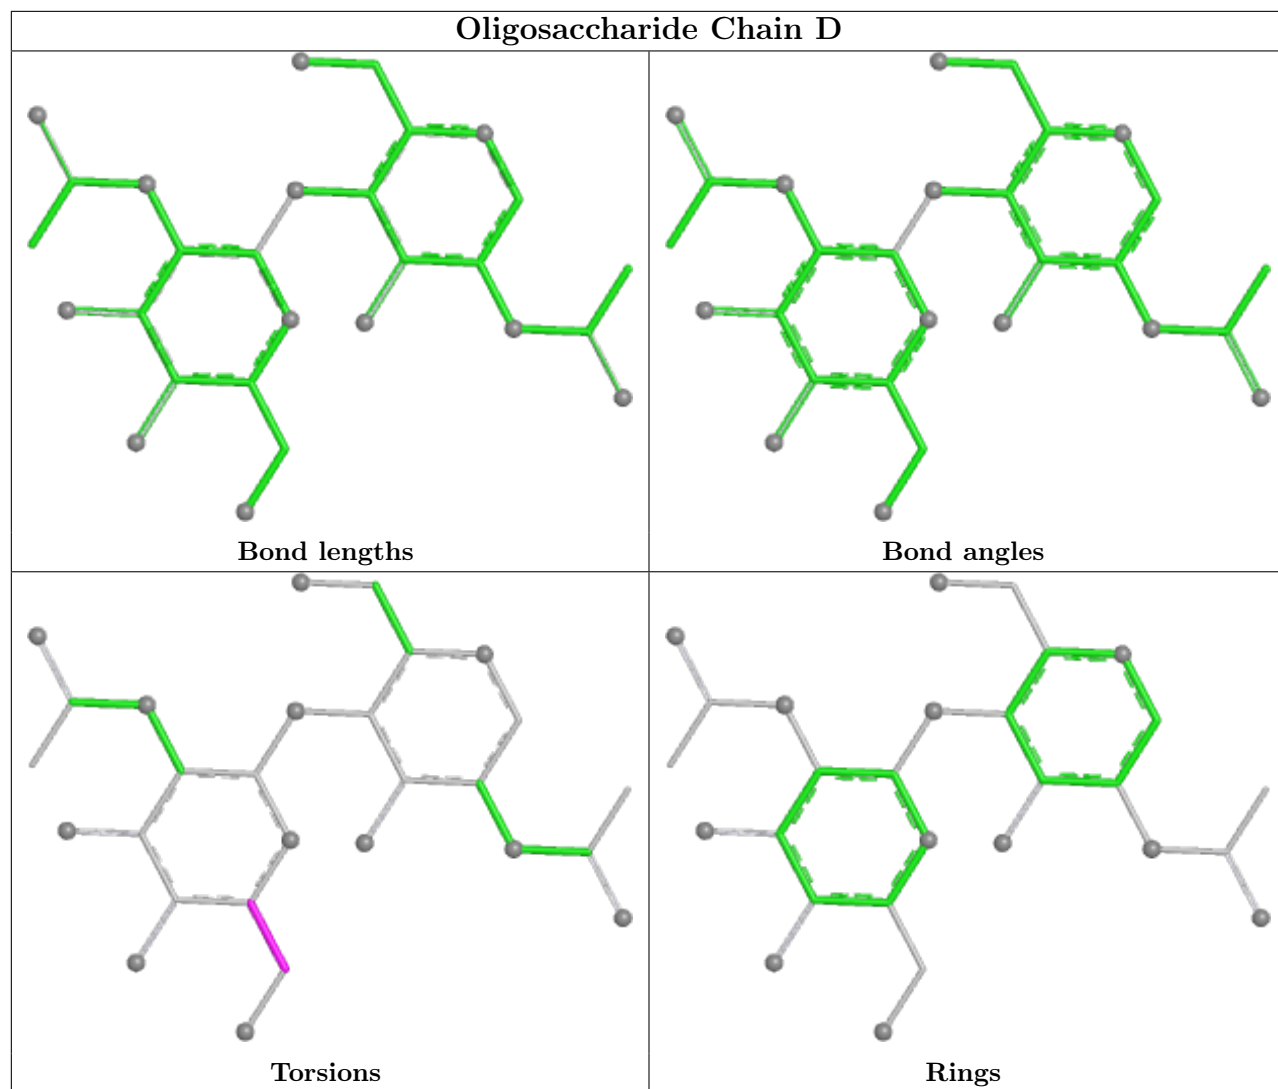 Oligosaccharide Chain D
Bond lengths
Bond angles
Torsions
Rings